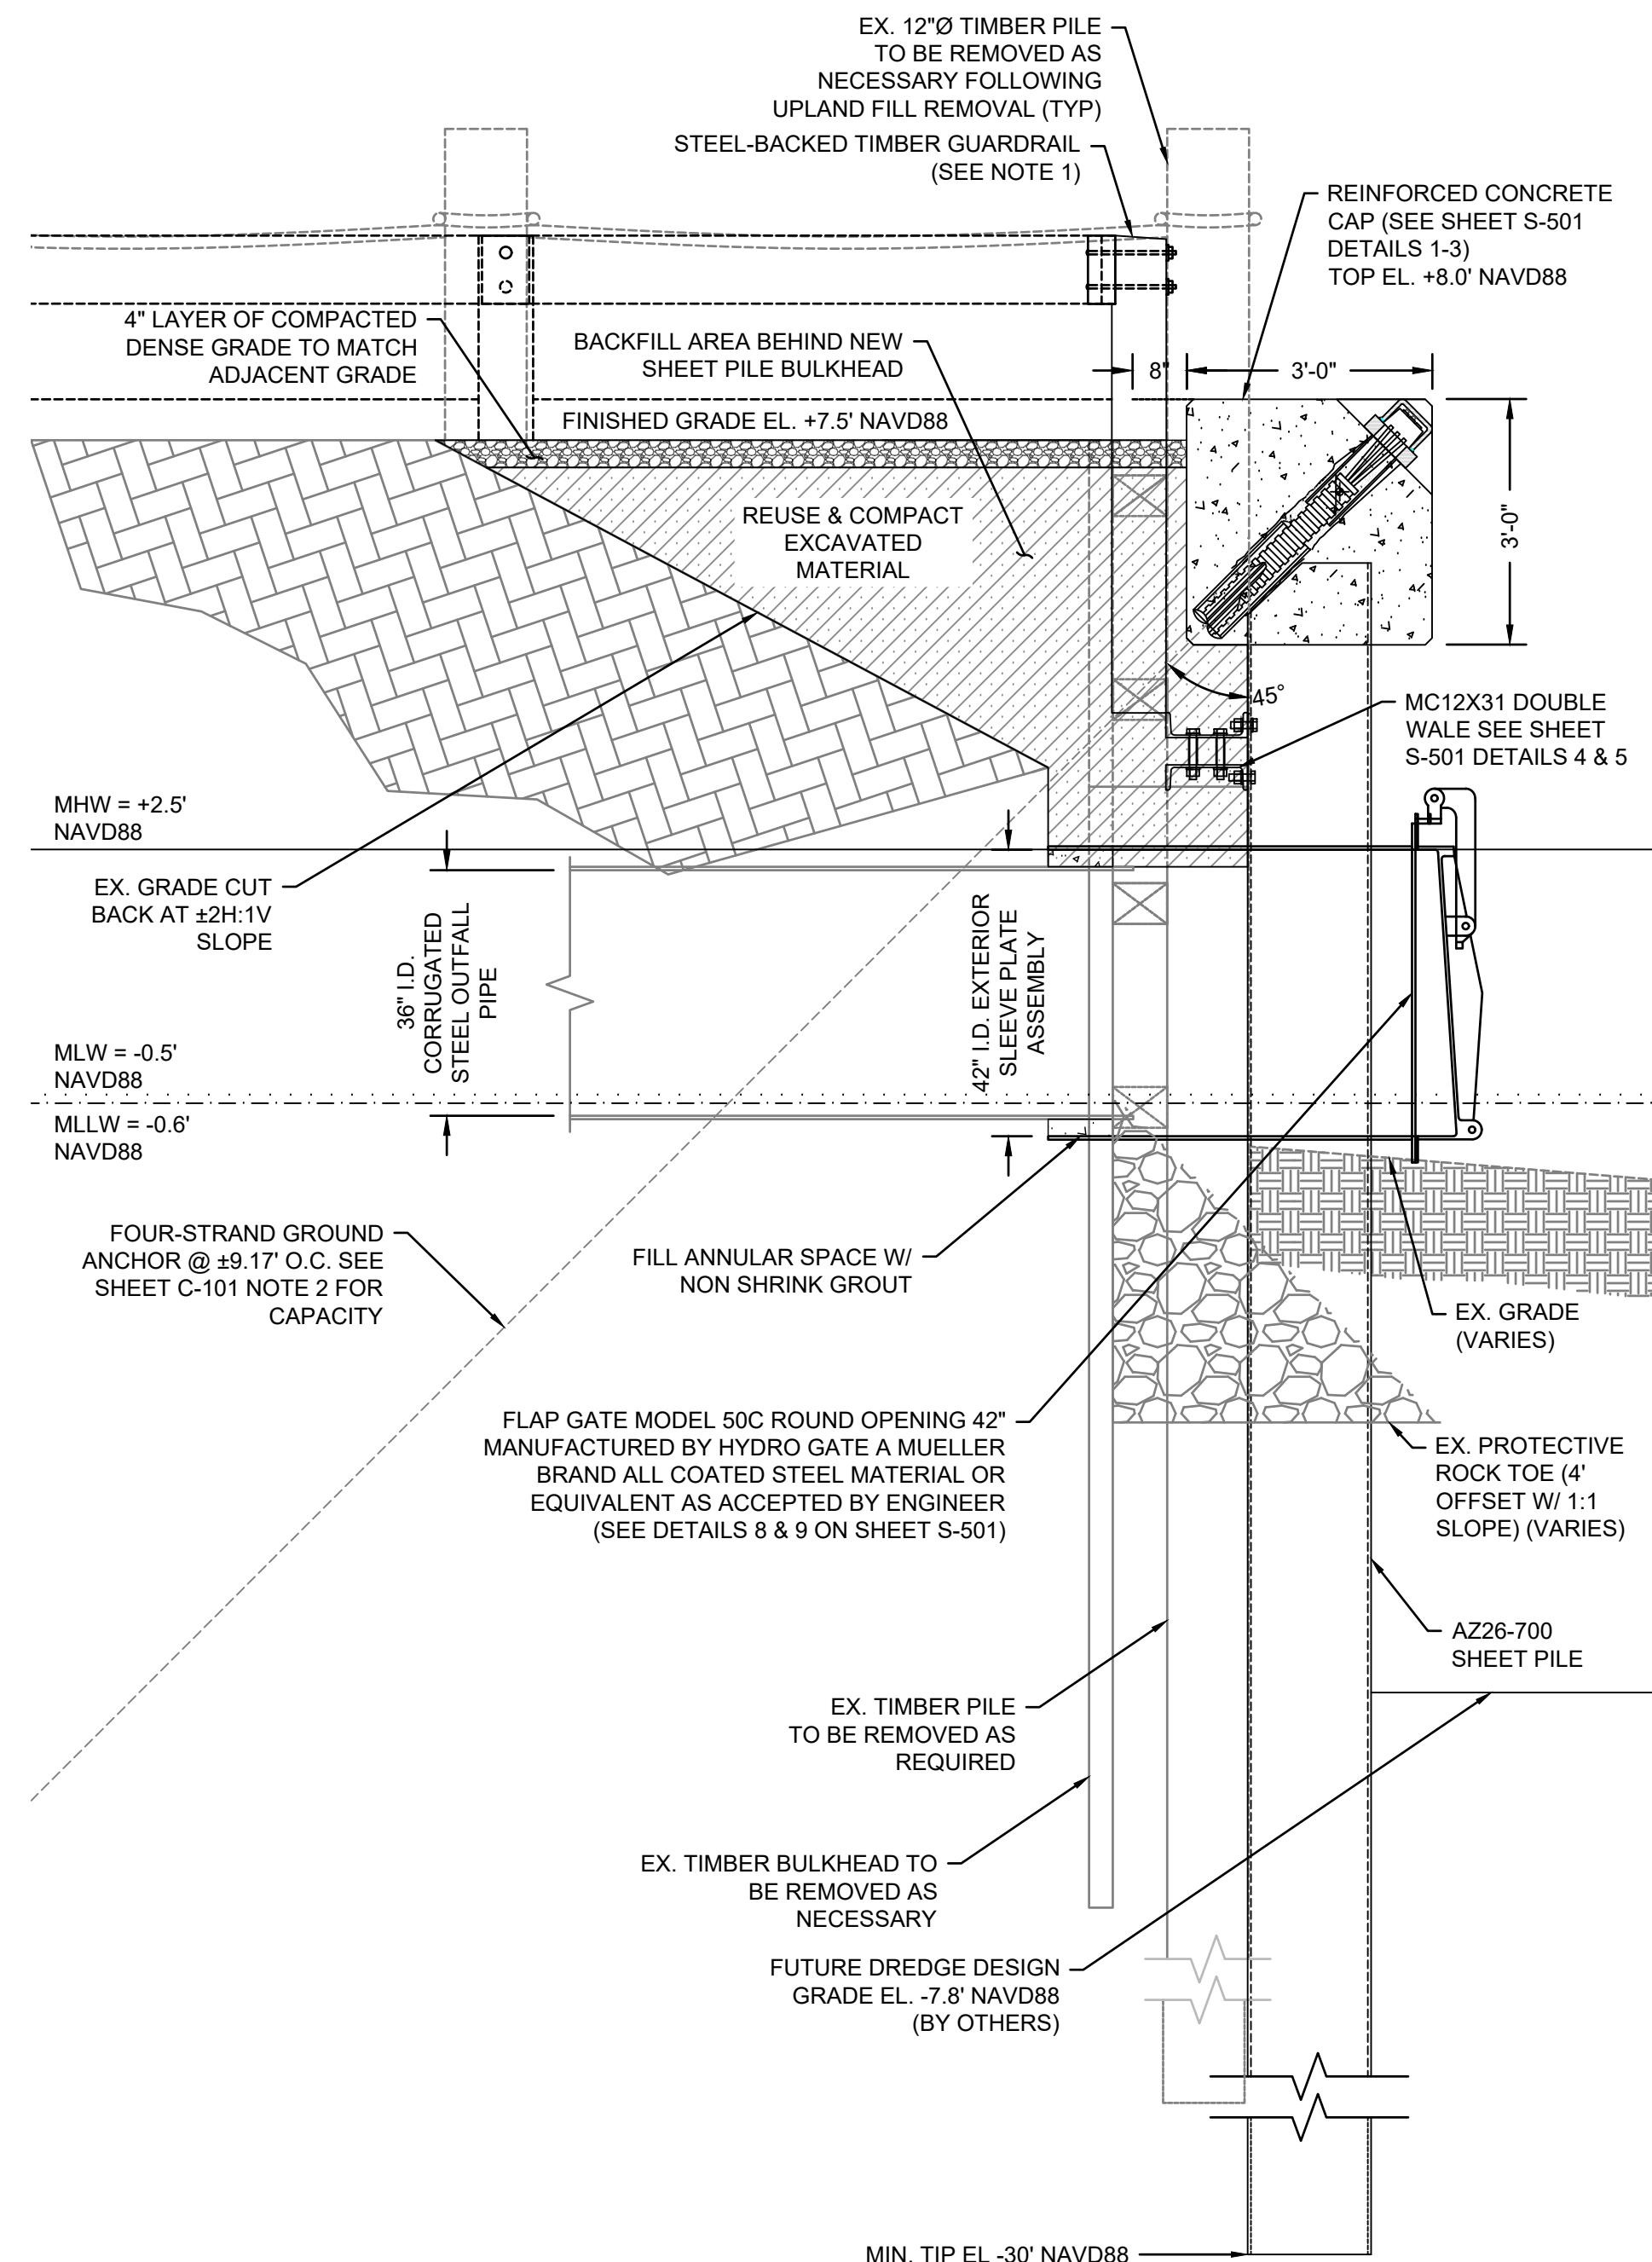 EX. 12"Ø TIMBER PILE
TO BE REMOVED AS
NECESSARY FOLLOWING
UPLAND FILL REMOVAL (TYP)
STEEL-BACKED TIMBER GUARDRAIL
(SEE NOTE 1)
REINFORCED CONCRETE
CAP (SEE SHEET S-501
DETAILS 1-3)
TOP EL. +8.0' NAVD88
4" LAYER OF COMPACTED
DENSE GRADE TO MATCH
ADJACENT GRADE
BACKFILL AREA BEHIND NEW
SHEET PILE BULKHEAD
8"
3'-0"
FINISHED GRADE EL. +7.5' NAVD88
3'-0"
REUSE & COMPACT
EXCAVATED
MATERIAL
45°
MC12X31 DOUBLE
WALE SEE SHEET
S-501 DETAILS 4 & 5
MHW = +2.5'
NAVD88
EX. GRADE CUT
BACK AT ±2H:1V
SLOPE
36" I.D.
CORRUGATED
STEEL OUTFALL
PIPE
42" I.D. EXTERIOR
SLEEVE PLATE
ASSEMBLY
MLW = -0.5'
NAVD88
MLLW = -0.6'
NAVD88
FOUR-STRAND GROUND
ANCHOR @ ±9.17' O.C. SEE
SHEET C-101 NOTE 2 FOR
CAPACITY
FILL ANNULAR SPACE W/
NON SHRINK GROUT
EX. GRADE
(VARIES)
FLAP GATE MODEL 50C ROUND OPENING 42"
MANUFACTURED BY HYDRO GATE A MUELLER
BRAND ALL COATED STEEL MATERIAL OR
EQUIVALENT AS ACCEPTED BY ENGINEER
(SEE DETAILS 8 & 9 ON SHEET S-501)
EX. PROTECTIVE
ROCK TOE (4'
OFFSET W/ 1:1
SLOPE) (VARIES)
AZ26-700
SHEET PILE
EX. TIMBER PILE
TO BE REMOVED AS
REQUIRED
EX. TIMBER BULKHEAD TO
BE REMOVED AS
NECESSARY
FUTURE DREDGE DESIGN
GRADE EL. -7.8' NAVD88
(BY OTHERS)
MIN. TIP EL -30' NAVD88